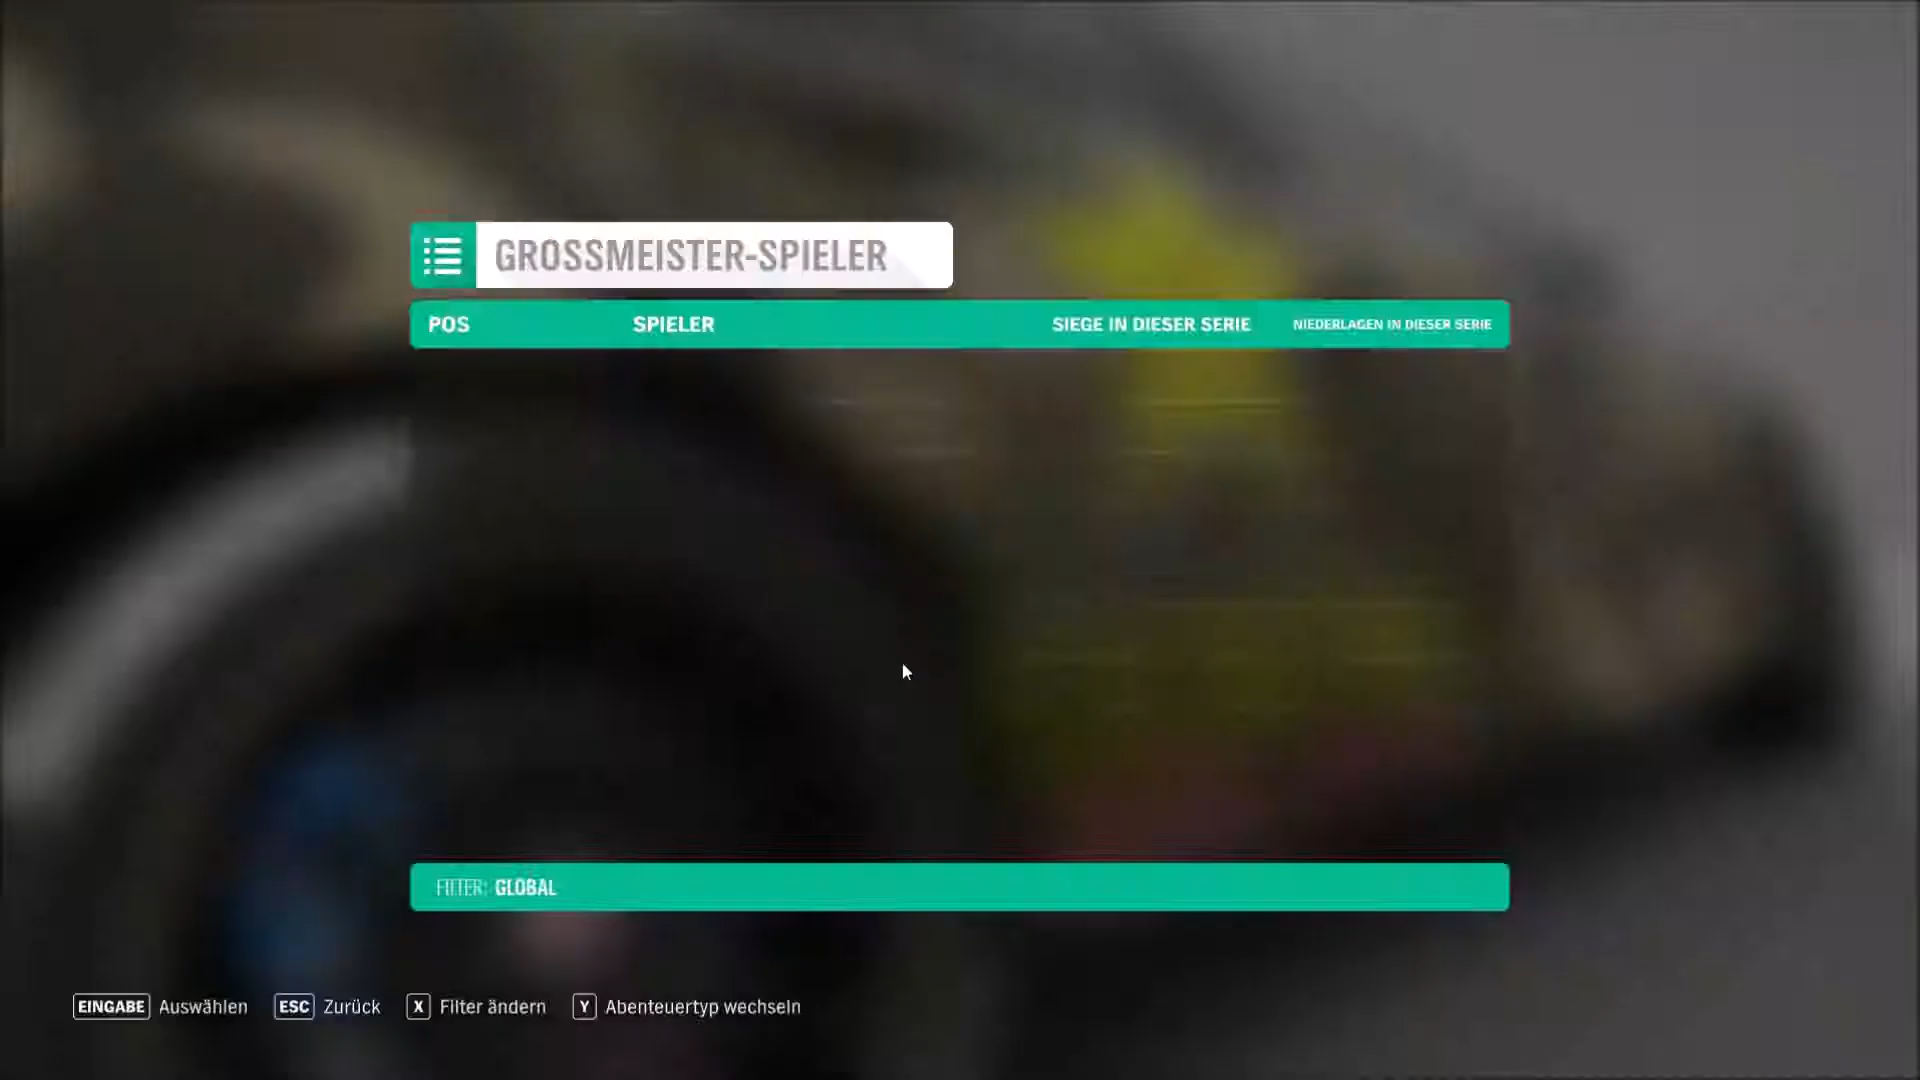 GROSSMEISTER-SPIELER
POS SPIELER SIEGE IN DIESER SERIE NIEDERLAGEN IN DIESER SERIE
FILTER: GLOBAL
EINGABE Auswählen ESC Zurück X Filter ändern Y Abenteuertyp wechseln